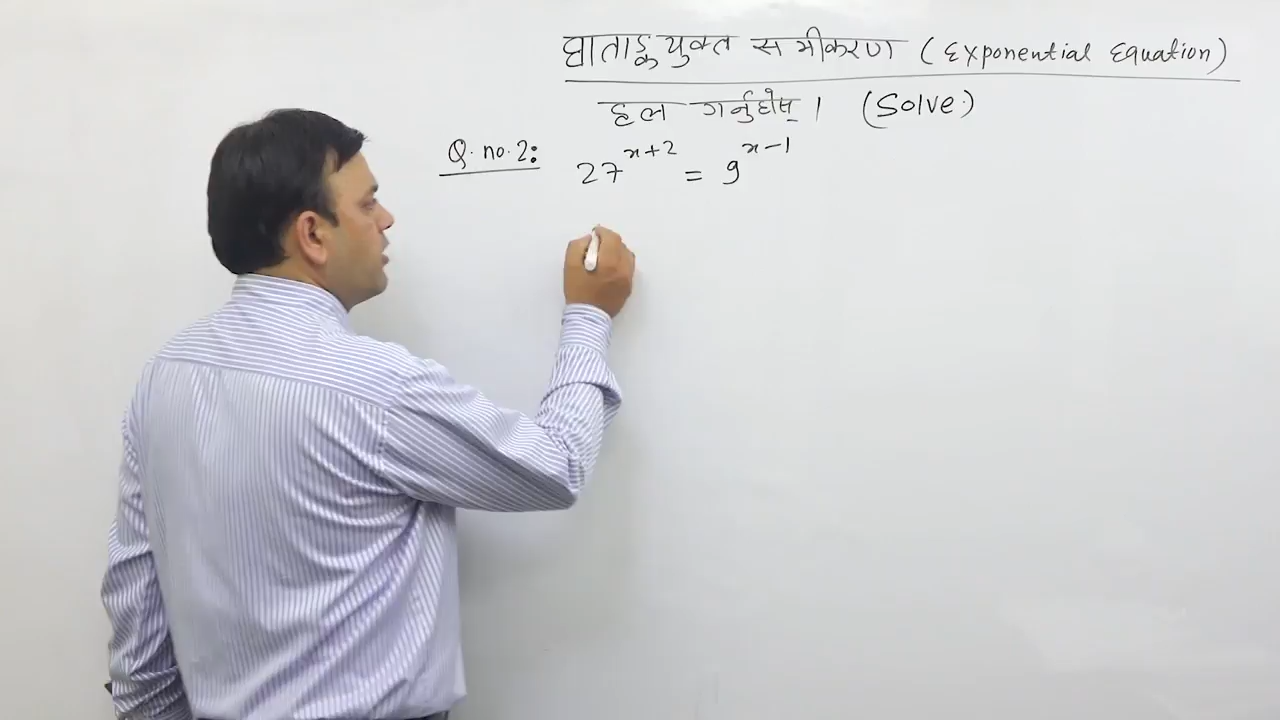 घाताङ्कयुक्त समीकरण (Exponential Equation)
हल गर्नुहोस् । (Solve.)
Q. no. 2: 27^{x+2} = 9^{x-1}